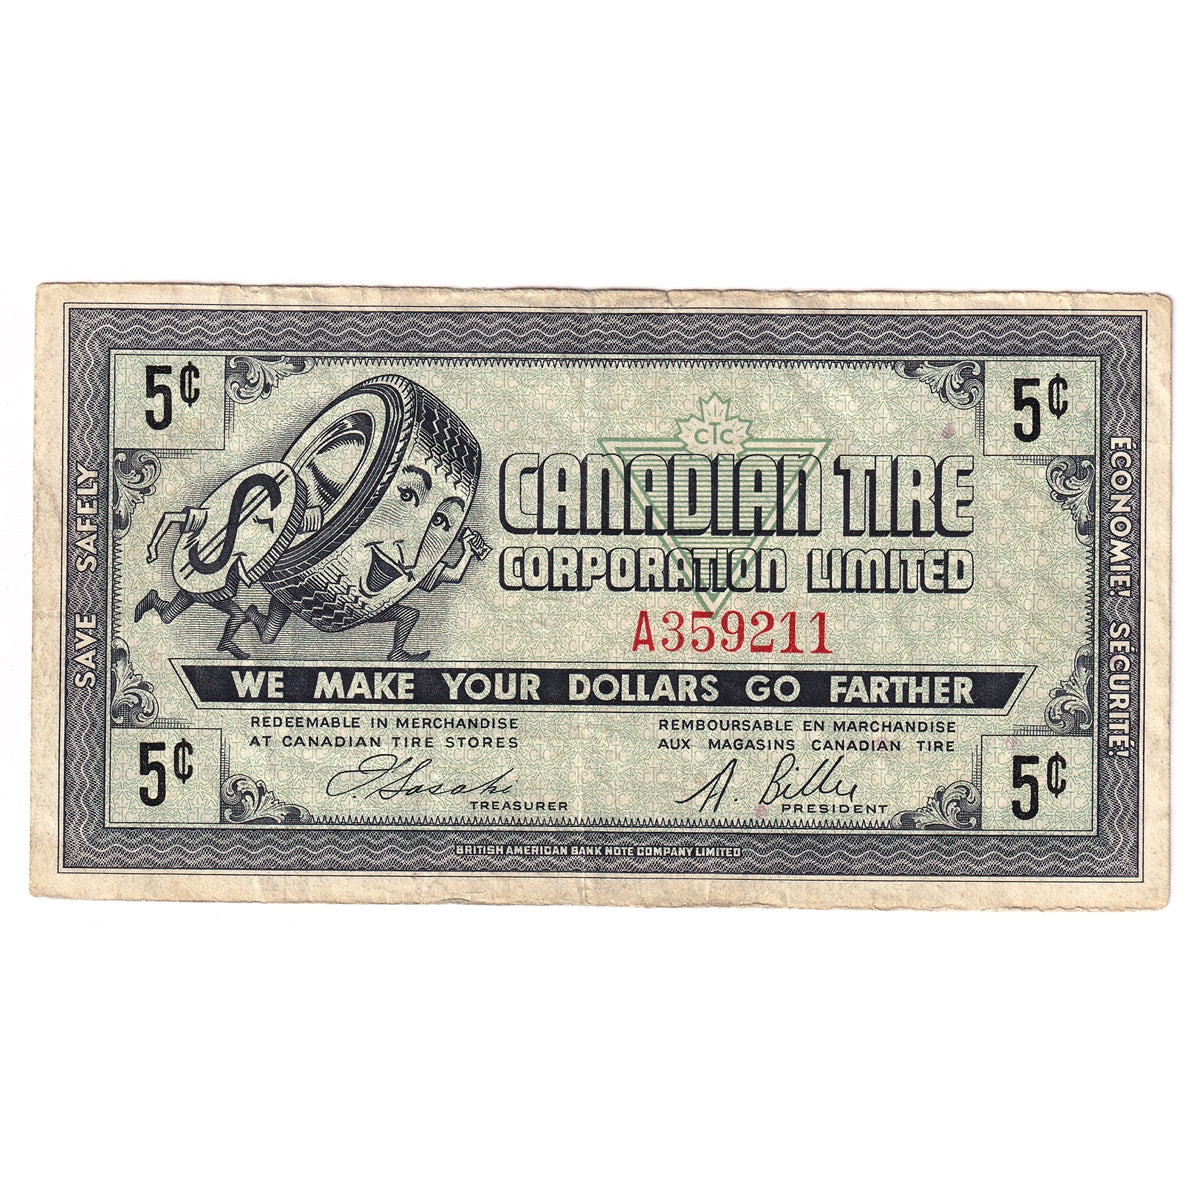 5¢
5¢
CTC
CANADIAN TIRE
CORPORATION LIMITED
A359211
SAVE SAFELY
ÉCONOMIE! SÉCURITÉ!
$
WE MAKE YOUR DOLLARS GO FARTHER
REDEEMABLE IN MERCHANDISE
AT CANADIAN TIRE STORES
REMBOURSABLE EN MARCHANDISE
AUX MAGASINS CANADIAN TIRE
5¢
5¢
TREASURER
PRESIDENT
BRITISH AMERICAN BANK NOTE COMPANY LIMITED